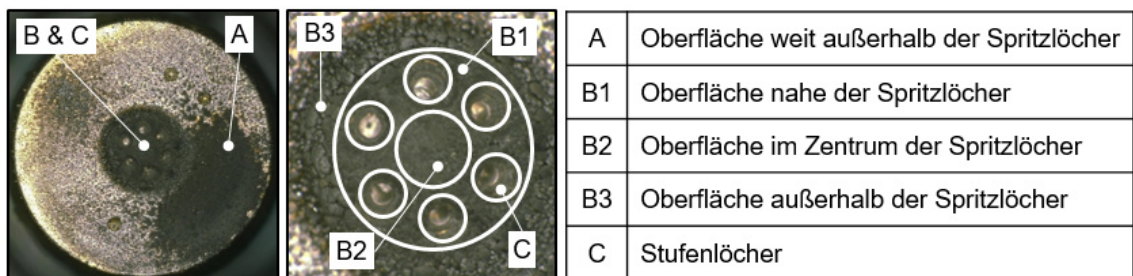 B & C
A
B3
B1
B2
C
A Oberfläche weit außerhalb der Spritzlöcher
B1 Oberfläche nahe der Spritzlöcher
B2 Oberfläche im Zentrum der Spritzlöcher
B3 Oberfläche außerhalb der Spritzlöcher
C Stufenlöcher